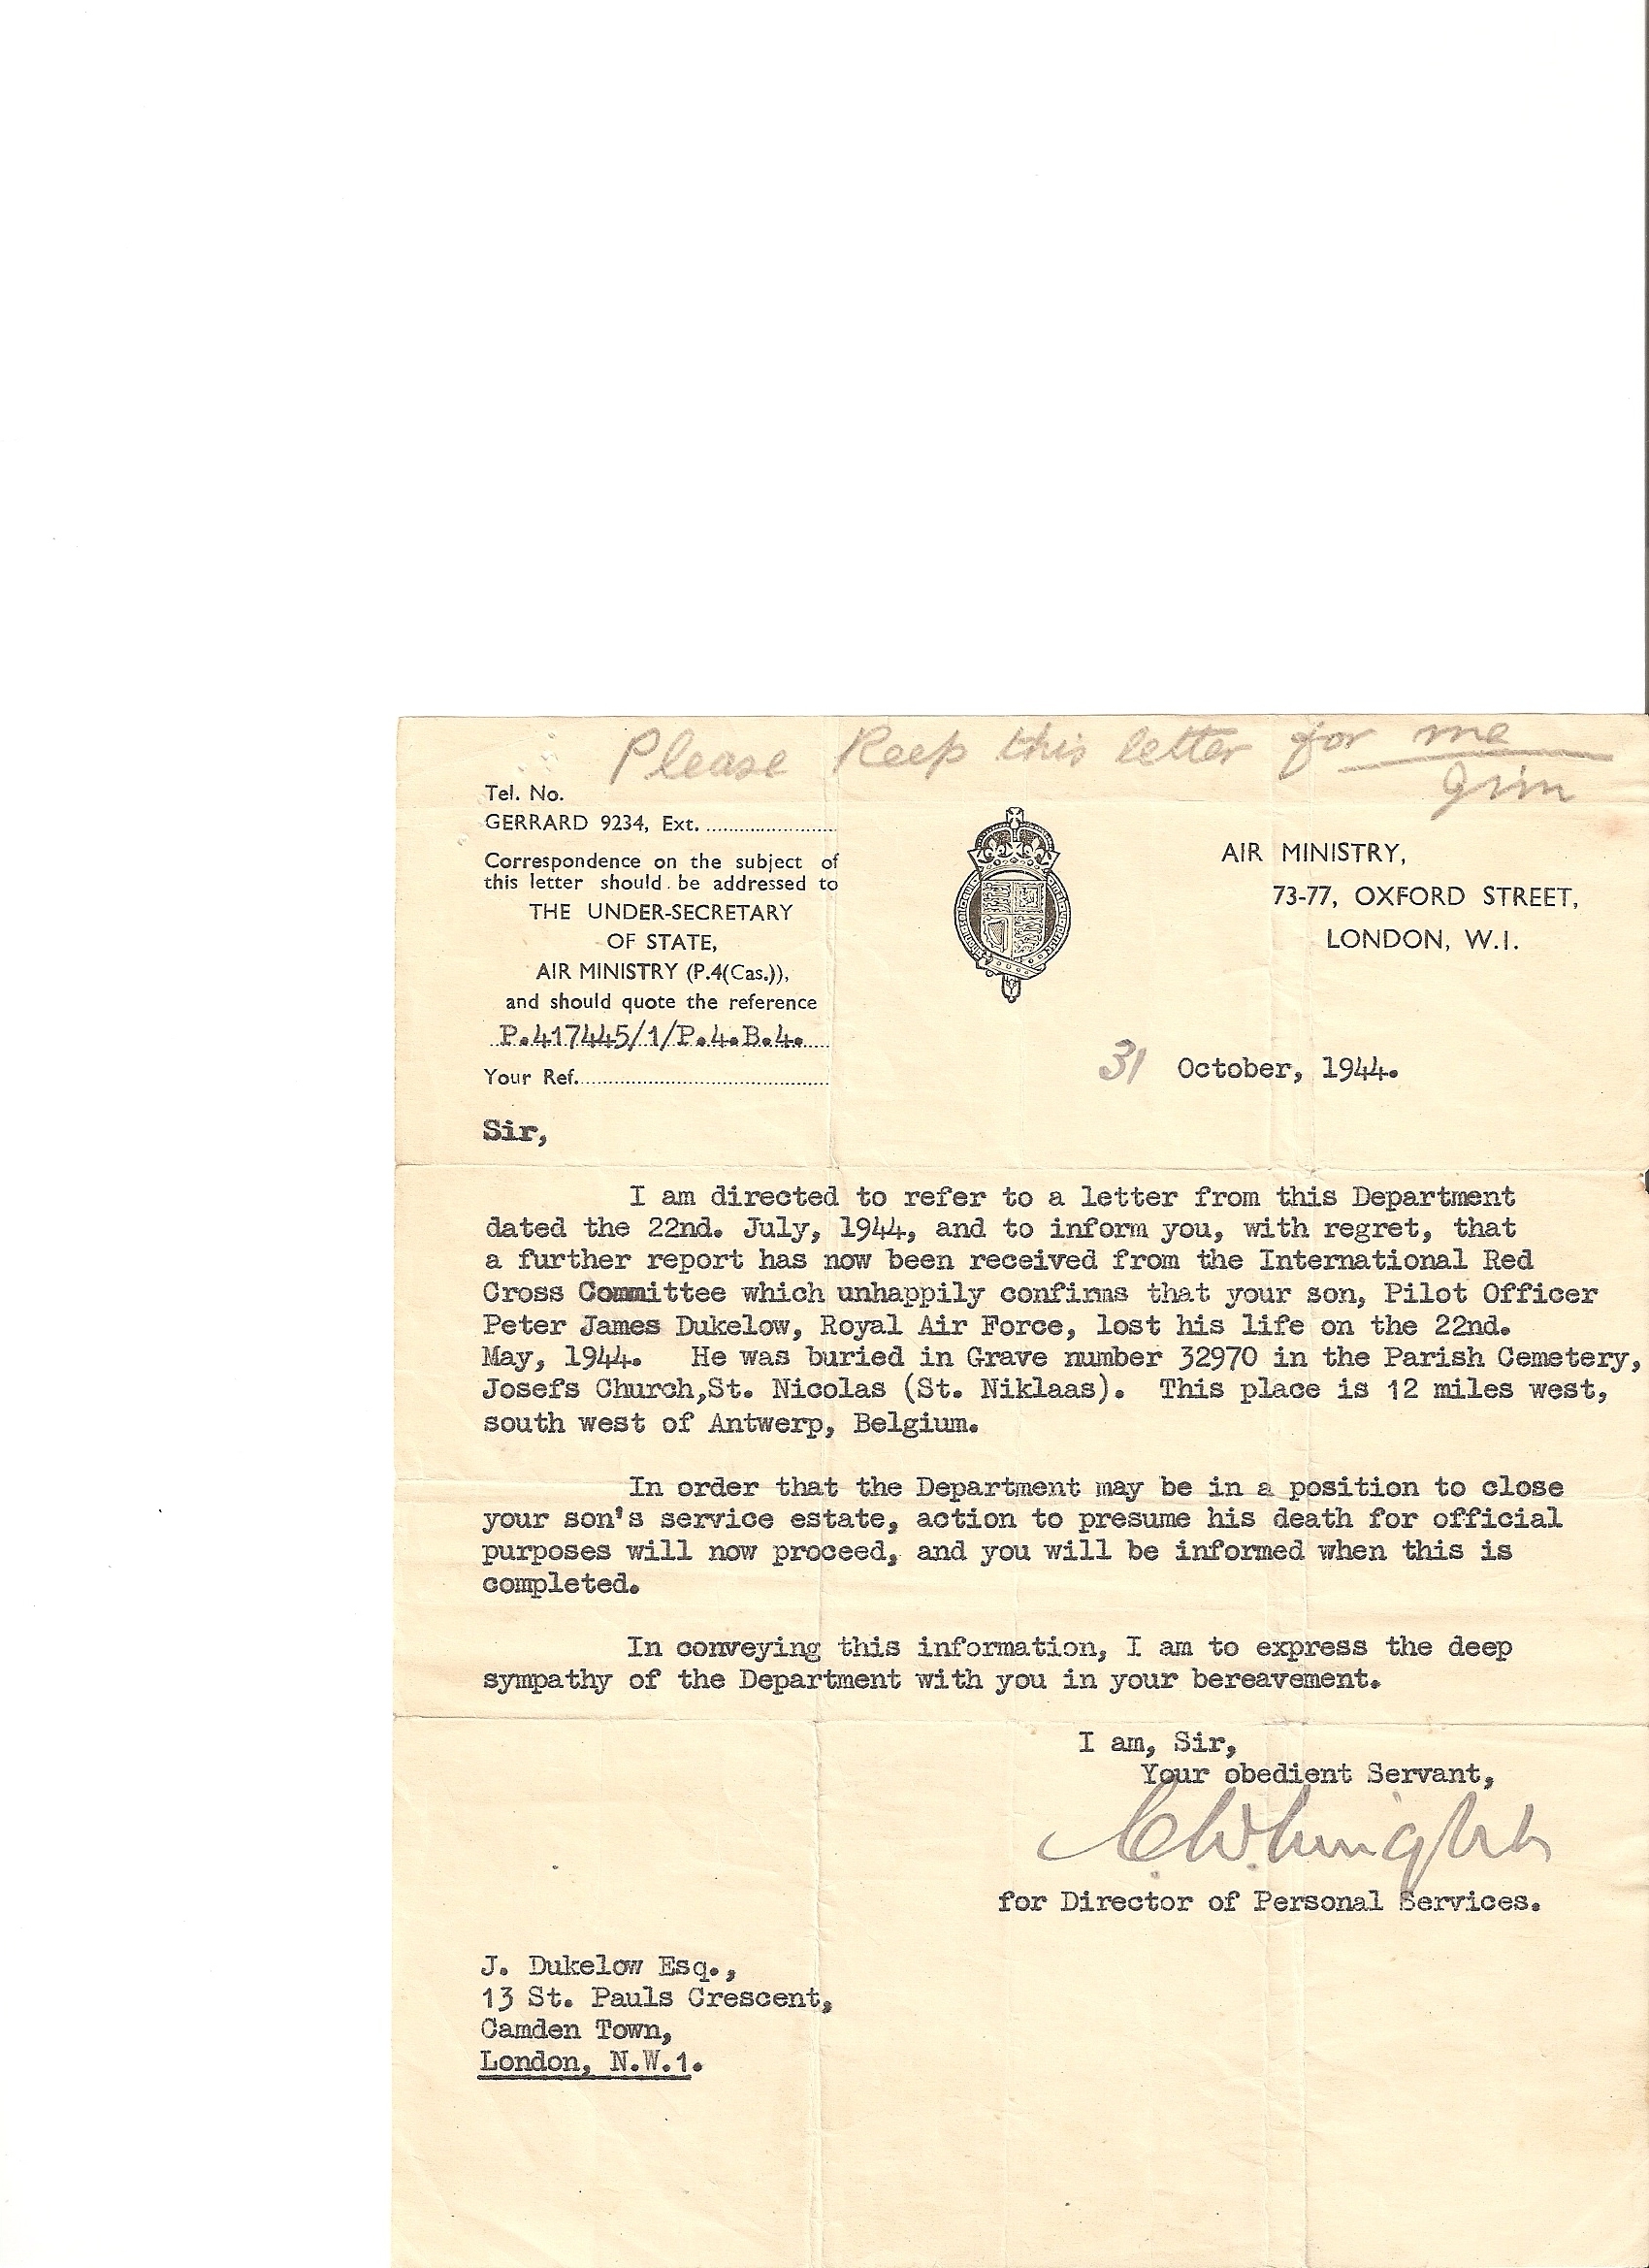 Please Keep this letter for me
Jim
Tel. No.
GERRARD 9234, Ext. ........................
Correspondence on the subject of
this letter should be addressed to
THE UNDER-SECRETARY
OF STATE,
AIR MINISTRY (P.4(Cas.)),
and should quote the reference
P.417445/1/P.4.B.4.
Your Ref..............................................
AIR MINISTRY,
73-77, OXFORD STREET,
LONDON, W.I.
31 October, 1944.
Sir,
I am directed to refer to a letter from this Department
dated the 22nd. July, 1944, and to inform you, with regret, that
a further report has now been received from the International Red
Cross Committee which unhappily confirms that your son, Pilot Officer
Peter James Dukelow, Royal Air Force, lost his life on the 22nd.
May, 1944. He was buried in Grave number 32970 in the Parish Cemetery,
Josefs Church,St. Nicolas (St. Niklaas). This place is 12 miles west,
south west of Antwerp, Belgium.
In order that the Department may be in a position to close
your son's service estate, action to presume his death for official
purposes will now proceed, and you will be informed when this is
completed.
In conveying this information, I am to express the deep
sympathy of the Department with you in your bereavement.
I am, Sir,
Your obedient Servant,
for Director of Personal Services.
J. Dukelow Esq.,
13 St. Pauls Crescent,
Camden Town,
London, N.W.1.